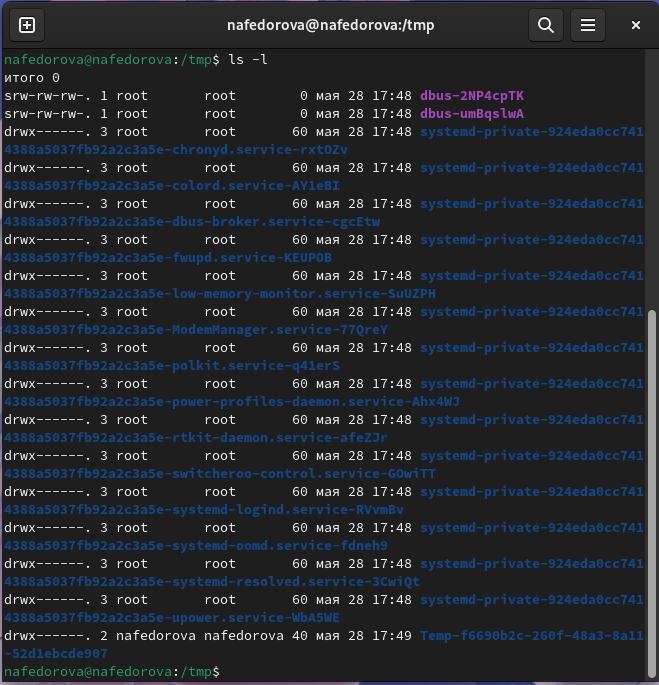 nafedorova@nafedorova:/tmp
nafedorova@nafedorova:/tmp$ ls -l
итого 0
srw-rw-rw-. 1 root       root        0 мая 28 17:48 dbus-2NP4cpTK
srw-rw-rw-. 1 root       root        0 мая 28 17:48 dbus-umBqslwA
drwx------. 3 root       root       60 мая 28 17:48 systemd-private-924eda0cc741
4388a5037fb92a2c3a5e-chronyd.service-rxtOZv
drwx------. 3 root       root       60 мая 28 17:48 systemd-private-924eda0cc741
4388a5037fb92a2c3a5e-colord.service-AY1eBI
drwx------. 3 root       root       60 мая 28 17:48 systemd-private-924eda0cc741
4388a5037fb92a2c3a5e-dbus-broker.service-cgcEtw
drwx------. 3 root       root       60 мая 28 17:48 systemd-private-924eda0cc741
4388a5037fb92a2c3a5e-fwupd.service-KEUPOB
drwx------. 3 root       root       60 мая 28 17:48 systemd-private-924eda0cc741
4388a5037fb92a2c3a5e-low-memory-monitor.service-SuUZPH
drwx------. 3 root       root       60 мая 28 17:48 systemd-private-924eda0cc741
4388a5037fb92a2c3a5e-ModemManager.service-77QreY
drwx------. 3 root       root       60 мая 28 17:48 systemd-private-924eda0cc741
4388a5037fb92a2c3a5e-polkit.service-q41erS
drwx------. 3 root       root       60 мая 28 17:48 systemd-private-924eda0cc741
4388a5037fb92a2c3a5e-power-profiles-daemon.service-Ahx4WJ
drwx------. 3 root       root       60 мая 28 17:48 systemd-private-924eda0cc741
4388a5037fb92a2c3a5e-rtkit-daemon.service-afeZJr
drwx------. 3 root       root       60 мая 28 17:48 systemd-private-924eda0cc741
4388a5037fb92a2c3a5e-switcheroo-control.service-GOwiTT
drwx------. 3 root       root       60 мая 28 17:48 systemd-private-924eda0cc741
4388a5037fb92a2c3a5e-systemd-logind.service-RVvmBv
drwx------. 3 root       root       60 мая 28 17:48 systemd-private-924eda0cc741
4388a5037fb92a2c3a5e-systemd-oomd.service-fdneh9
drwx------. 3 root       root       60 мая 28 17:48 systemd-private-924eda0cc741
4388a5037fb92a2c3a5e-systemd-resolved.service-3CwiQt
drwx------. 3 root       root       60 мая 28 17:48 systemd-private-924eda0cc741
4388a5037fb92a2c3a5e-upower.service-WbA5WE
drwx------. 2 nafedorova nafedorova 40 мая 28 17:49 Temp-f6690b2c-260f-48a3-8a11
-52d1ebcde907
nafedorova@nafedorova:/tmp$